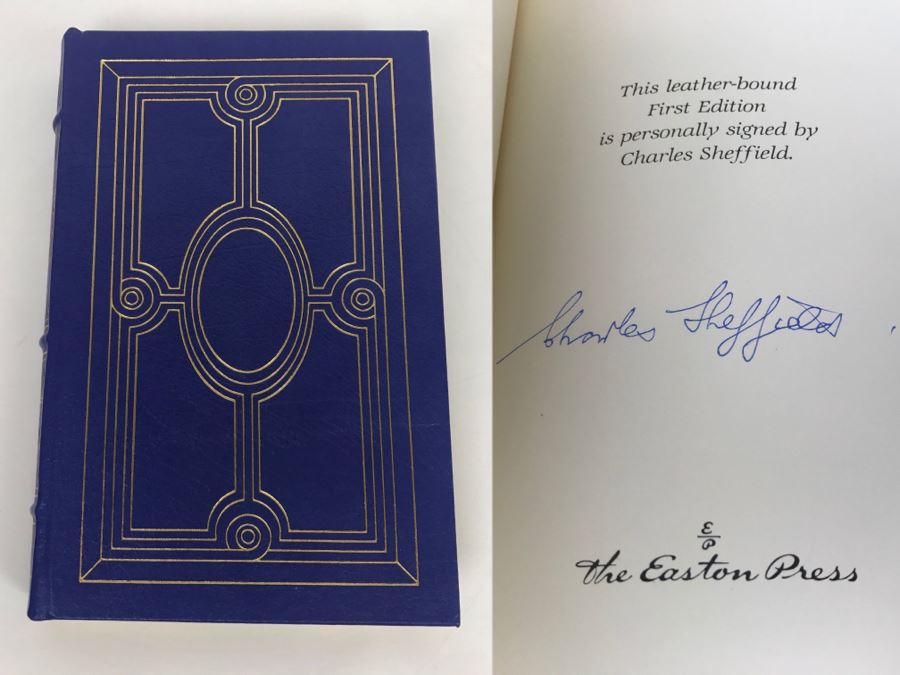 This leather-bound
First Edition
is personally signed by
Charles Sheffield.
Charles Sheffield
E
P
the Easton Press